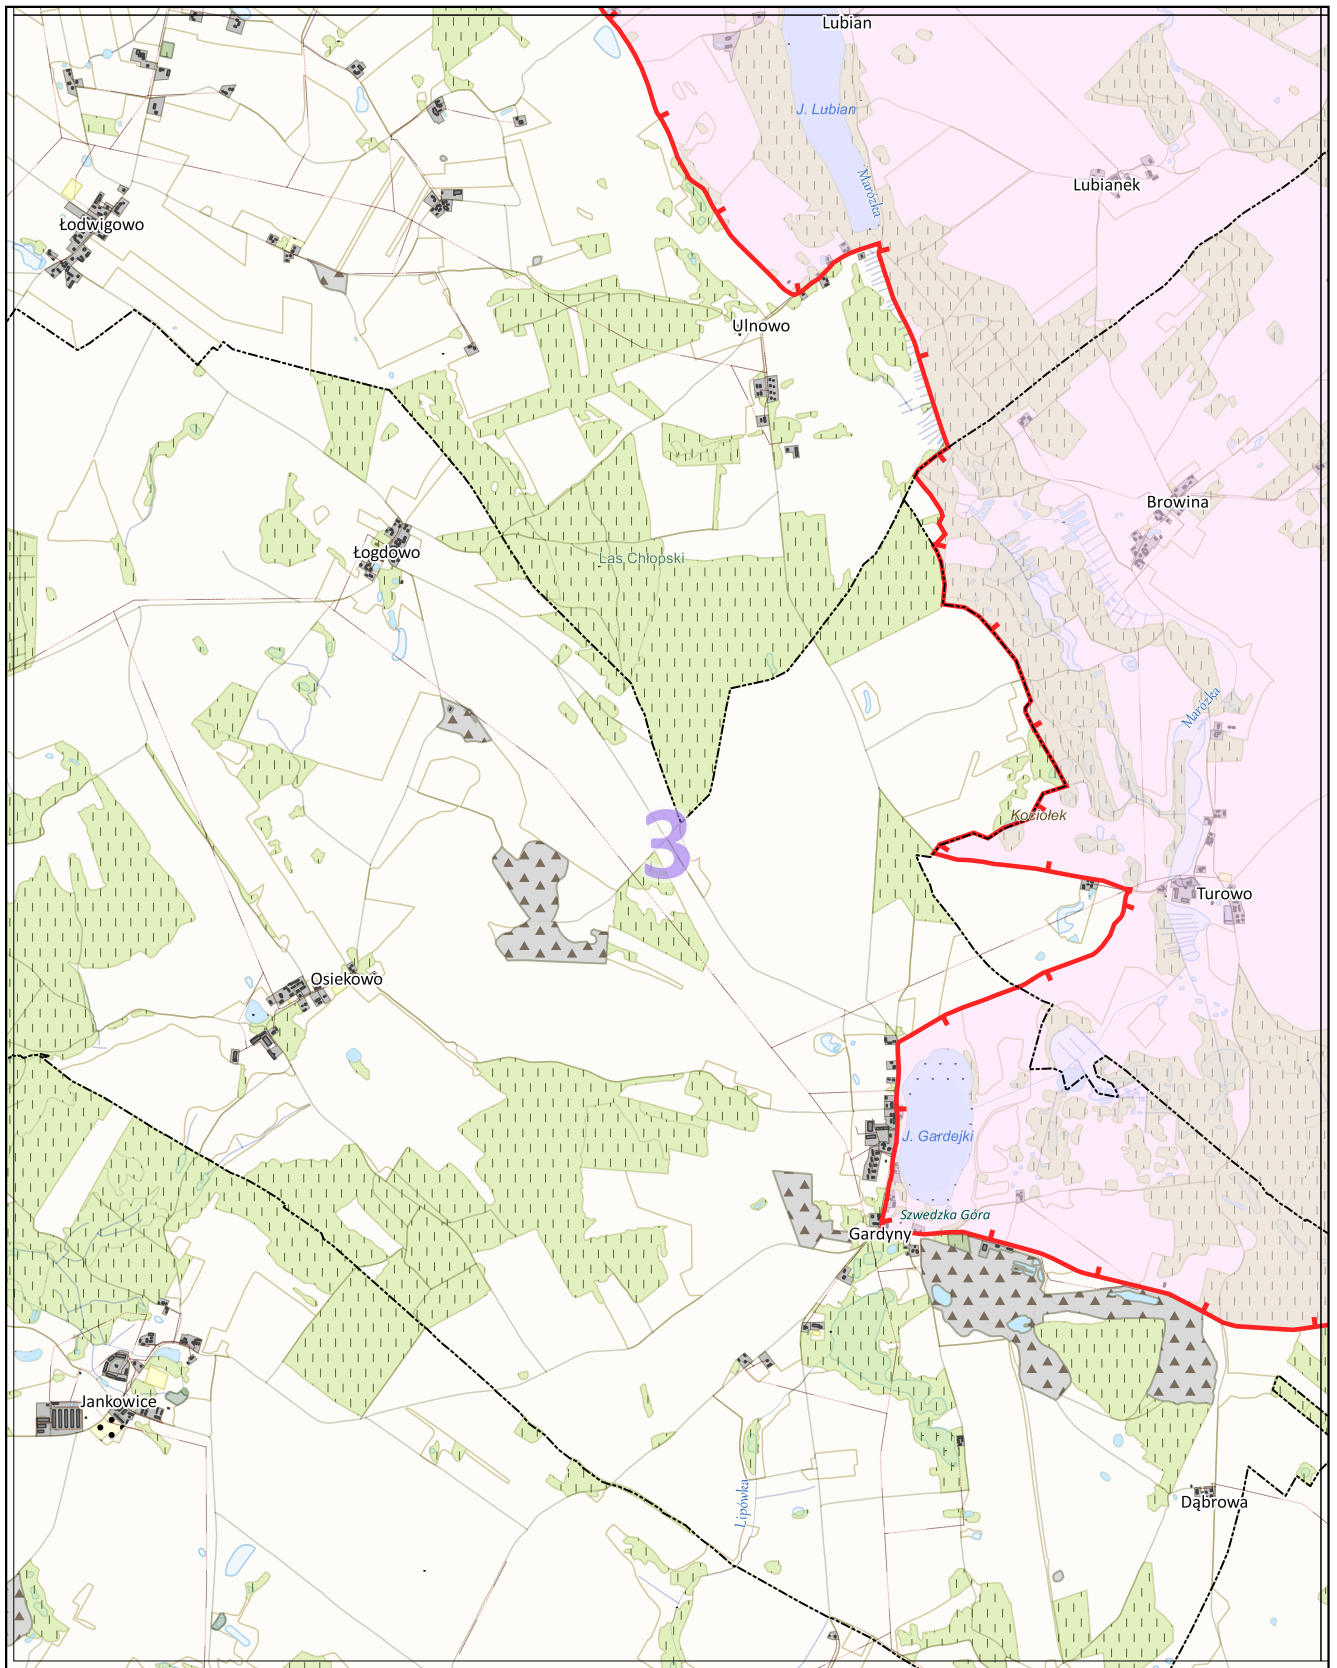 Lubian
J. Lubian
Marózka
Lubianek
Łodwigowo
Ulnowo
Browina
Łogdowo
Las Chłopski
Marózka
Kociołek
3
Turowo
Osiekowo
J. Gardejki
Szwedzka Góra
Gardyny
Jankowice
Lipówka
Dąbrowa